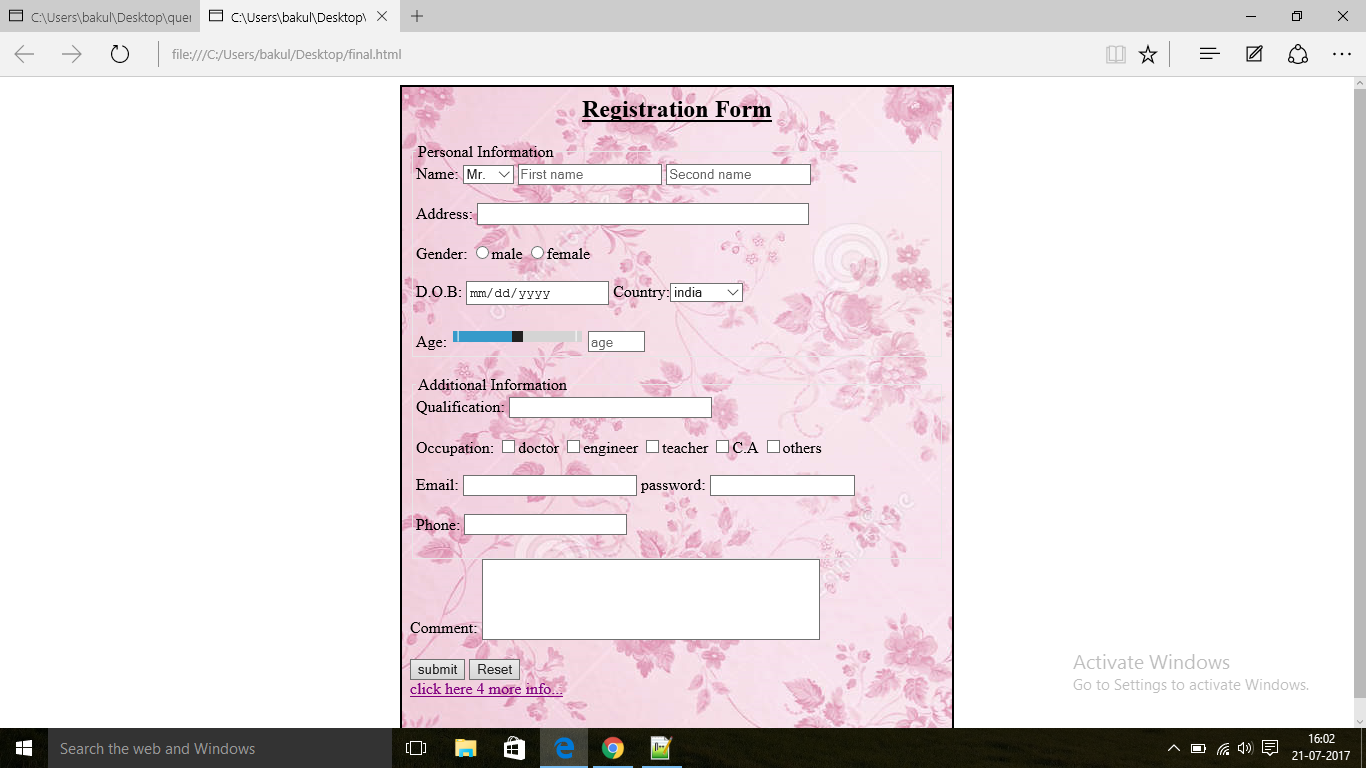 C:\Users\bakul\Desktop\quer
C:\Users\bakul\Desktop\
file:///C:/Users/bakul/Desktop/final.html
Registration Form
Personal Information
Name: Mr. First name Second name
Address:
Gender: male female
D.O.B: mm/dd/yyyy Country: india
Age: age
Additional Information
Qualification:
Occupation: doctor engineer teacher C.A others
Email: password:
Phone:
Comment:
submit Reset
click here 4 more info...
Activate Windows
Go to Settings to activate Windows.
Search the web and Windows
16:02
21-07-2017